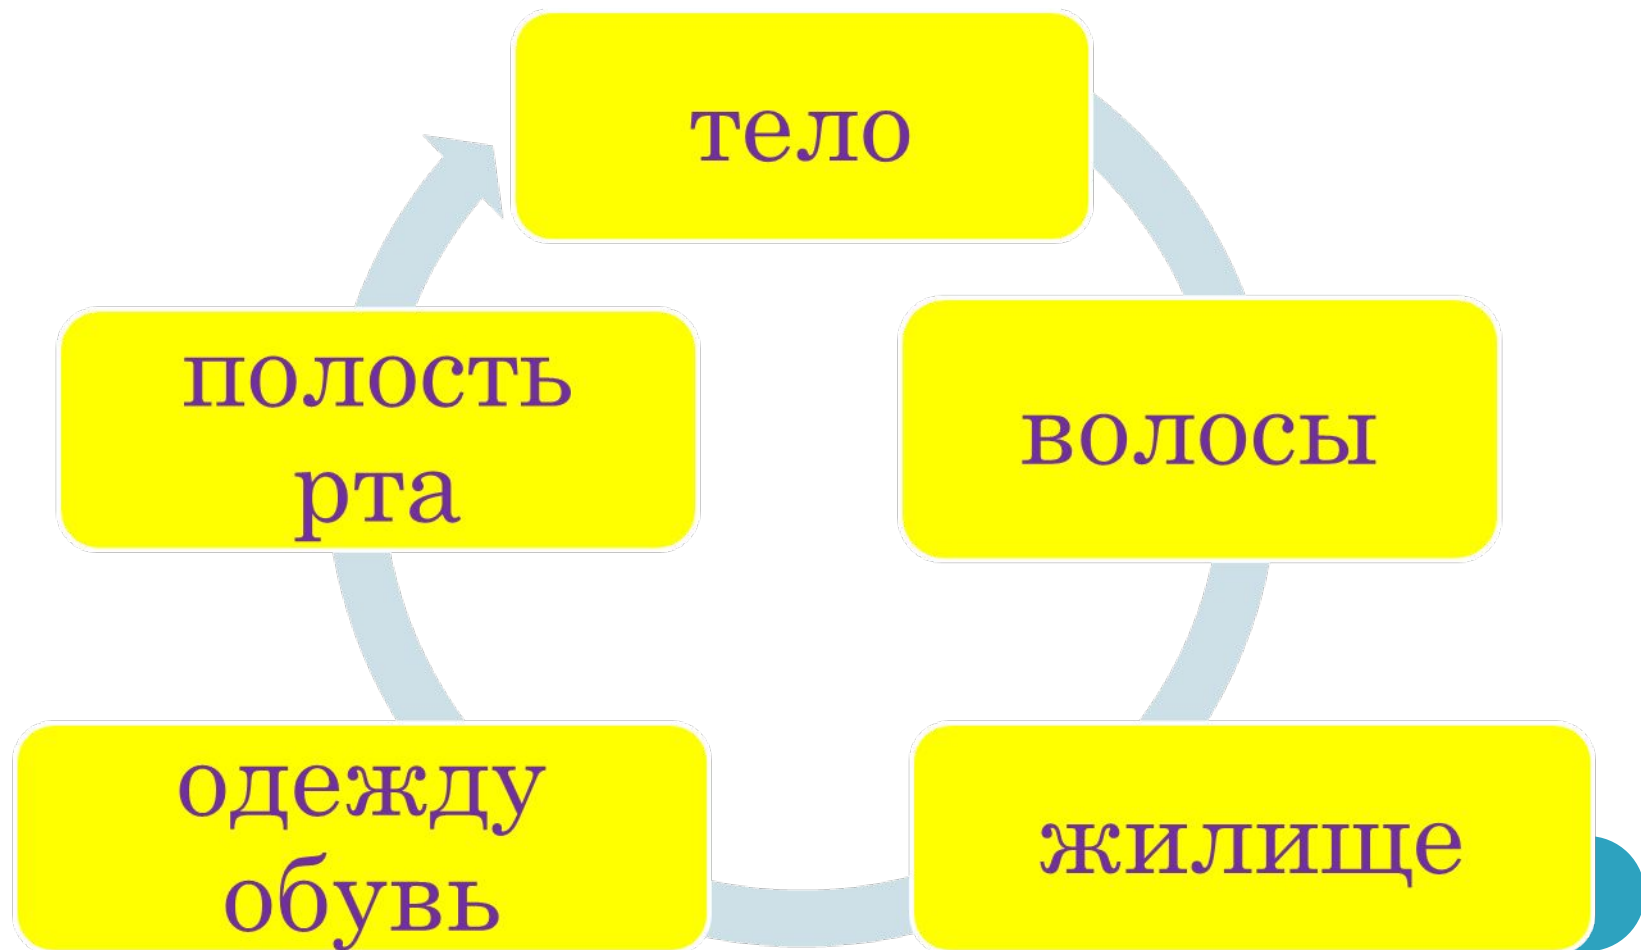 тело
волосы
жилище
одежду
обувь
полость
рта